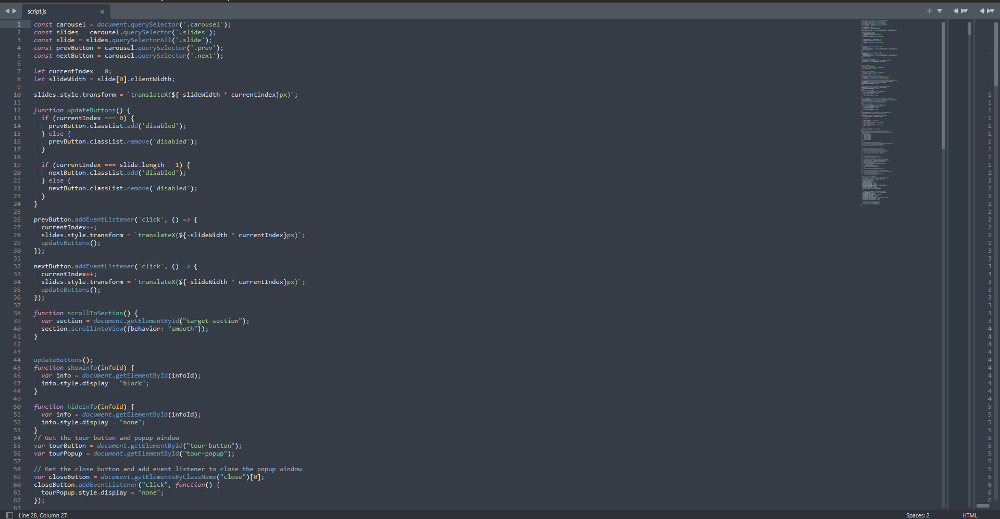 script.js
1 const carousel = document.querySelector('.carousel');
2 const slides = carousel.querySelector('.slides');
3 const slide = slides.querySelectorAll('.slide');
4 const prevButton = carousel.querySelector('.prev');
5 const nextButton = carousel.querySelector('.next');
6
7 let currentIndex = 0;
8 let slideWidth = slide[0].clientWidth;
9
10 slides.style.transform = `translateX(${-slideWidth * currentIndex}px)`;
11
12 function updateButtons() {
13 if (currentIndex === 0) {
14 prevButton.classList.add('disabled');
15 } else {
16 prevButton.classList.remove('disabled');
17 }
18
19 if (currentIndex === slide.length - 1) {
20 nextButton.classList.add('disabled');
21 } else {
22 nextButton.classList.remove('disabled');
23 }
24 }
25
26 prevButton.addEventListener('click', () => {
27 currentIndex--;
28 slides.style.transform = `translateX(${-slideWidth * currentIndex}px)`;
29 updateButtons();
30 });
31
32 nextButton.addEventListener('click', () => {
33 currentIndex++;
34 slides.style.transform = `translateX(${-slideWidth * currentIndex}px)`;
35 updateButtons();
36 });
37
38 function scrollToSection() {
39 var section = document.getElementById("target-section");
40 section.scrollIntoView({behavior: "smooth"});
41 }
42
43
44 updateButtons();
45 function showInfo(infoId) {
46 var info = document.getElementById(infoId);
47 info.style.display = "block";
48 }
49
50 function hideInfo(infoId) {
51 var info = document.getElementById(infoId);
52 info.style.display = "none";
53 }
54 // Get the tour button and popup window
55 var tourButton = document.getElementById("tour-button");
56 var tourPopup = document.getElementById("tour-popup");
57
58 // Get the close button and add event listener to close the popup window
59 var closeButton = document.getElementsByClassName("close")[0];
60 closeButton.addEventListener("click", function() {
61 tourPopup.style.display = "none";
62 });
63
Line 28, Column 27
Spaces: 2
HTML